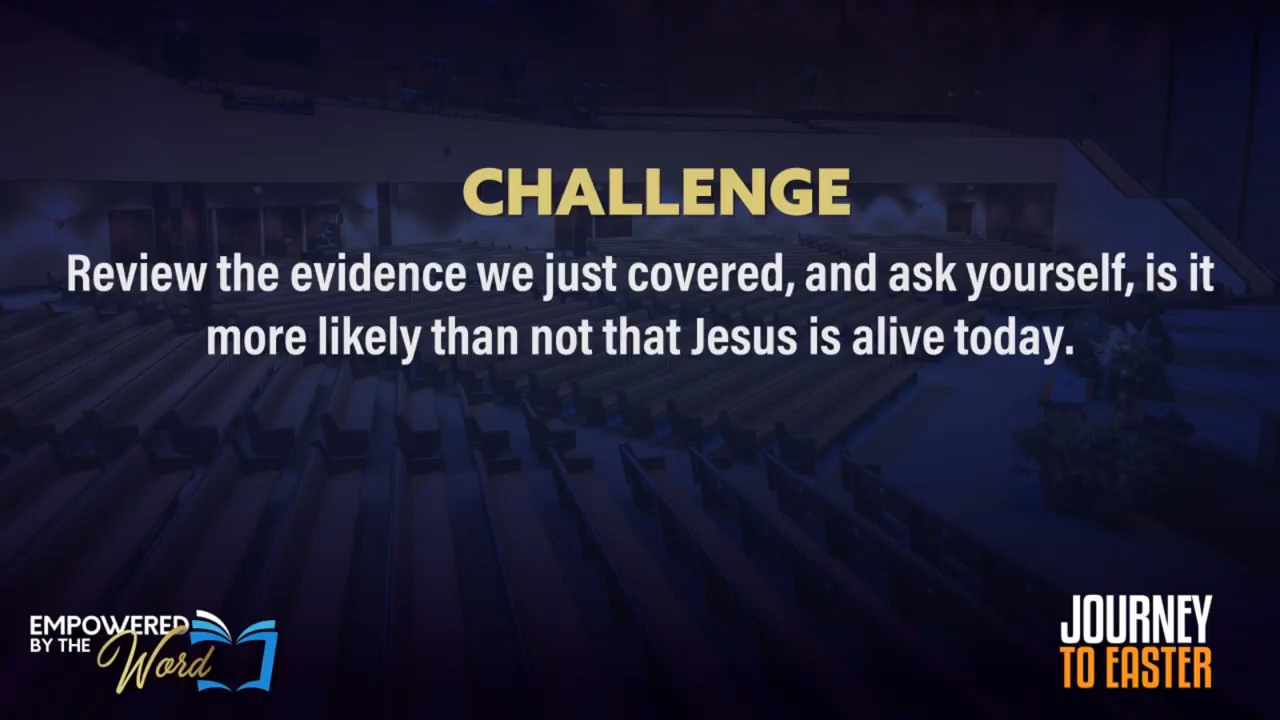 CHALLENGE
Review the evidence we just covered, and ask yourself, is it
more likely than not that Jesus is alive today.
EMPOWERED
BY THE
Word
JOURNEY
TO EASTER